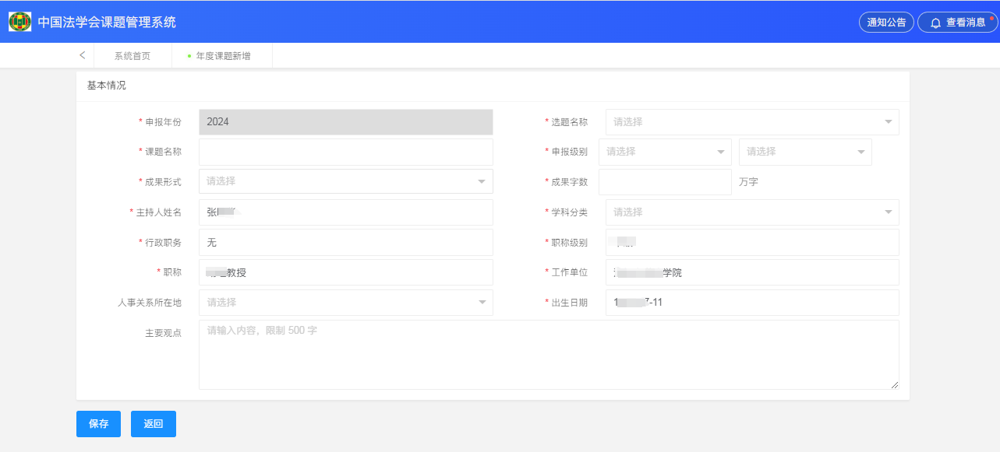 中国法学会课题管理系统
通知公告
查看消息
系统首页
年度课题新增
基本情况
* 申报年份
2024
* 选题名称
请选择
* 课题名称
* 申报级别
请选择
请选择
* 成果形式
请选择
* 成果字数
万字
* 主持人姓名
张
* 学科分类
请选择
* 行政职务
无
* 职称级别
* 职称
教授
* 工作单位
学院
人事关系所在地
请选择
* 出生日期
1
7-11
主要观点
请输入内容，限制 500 字
保存
返回